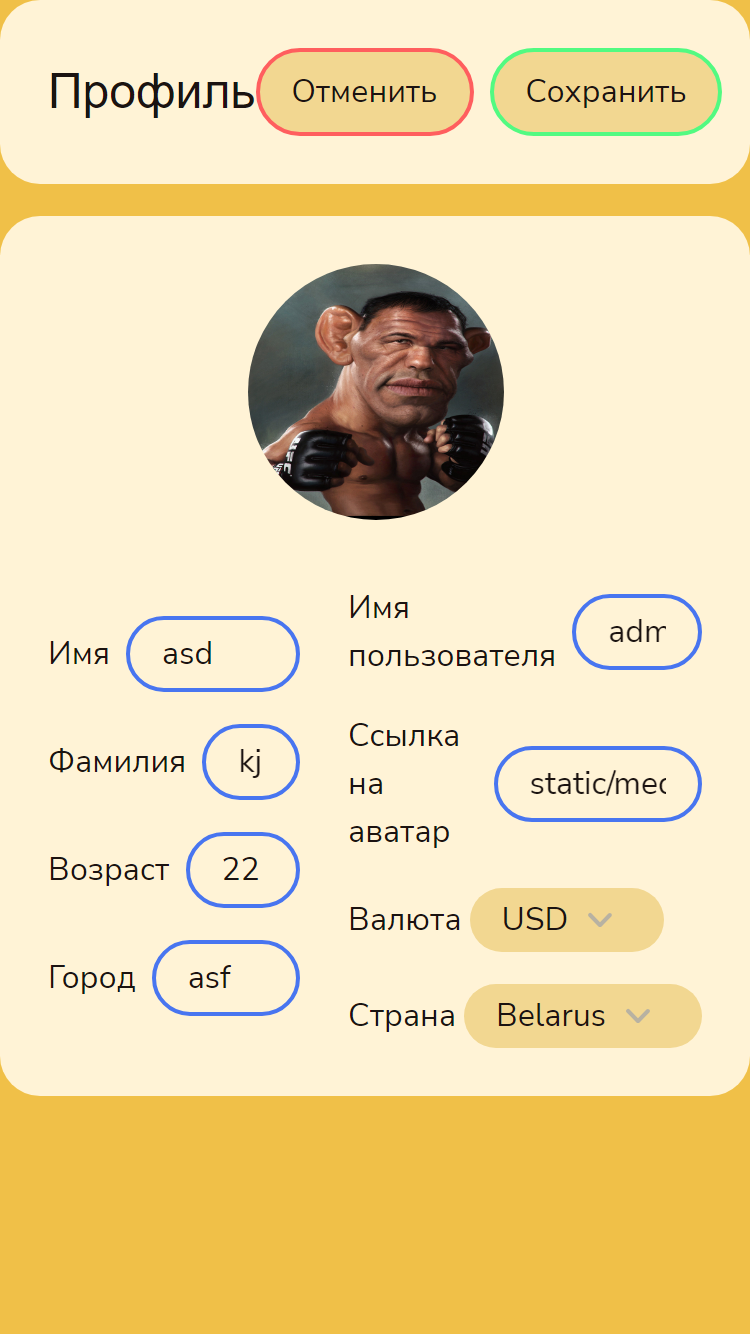 Профиль Отменить Сохранить
Имя asd
Фамилия kj
Возраст 22
Город asf
Имя
пользователя adm
Ссылка
на
аватар static/med
Валюта USD
Страна Belarus